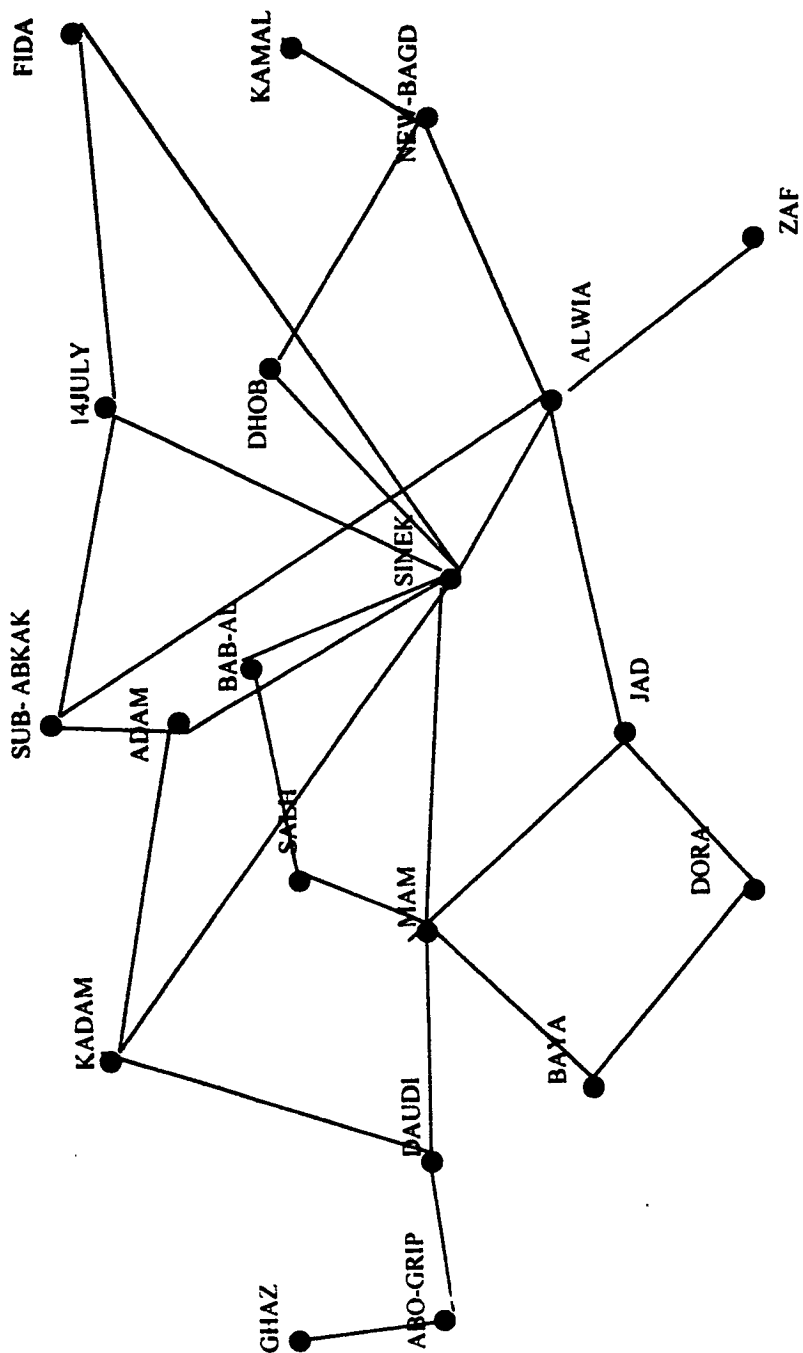 FIDA
KAMAL
NEW-BAGD
ZAF
14JULY
DHOB
ALWIA
SINEK
SUB- ABKAK
ADAM
BAB-AL
JAD
SALH
MAM
DORA
KADAM
BAYA
DAUDI
GHAZ
ABO-GRIP